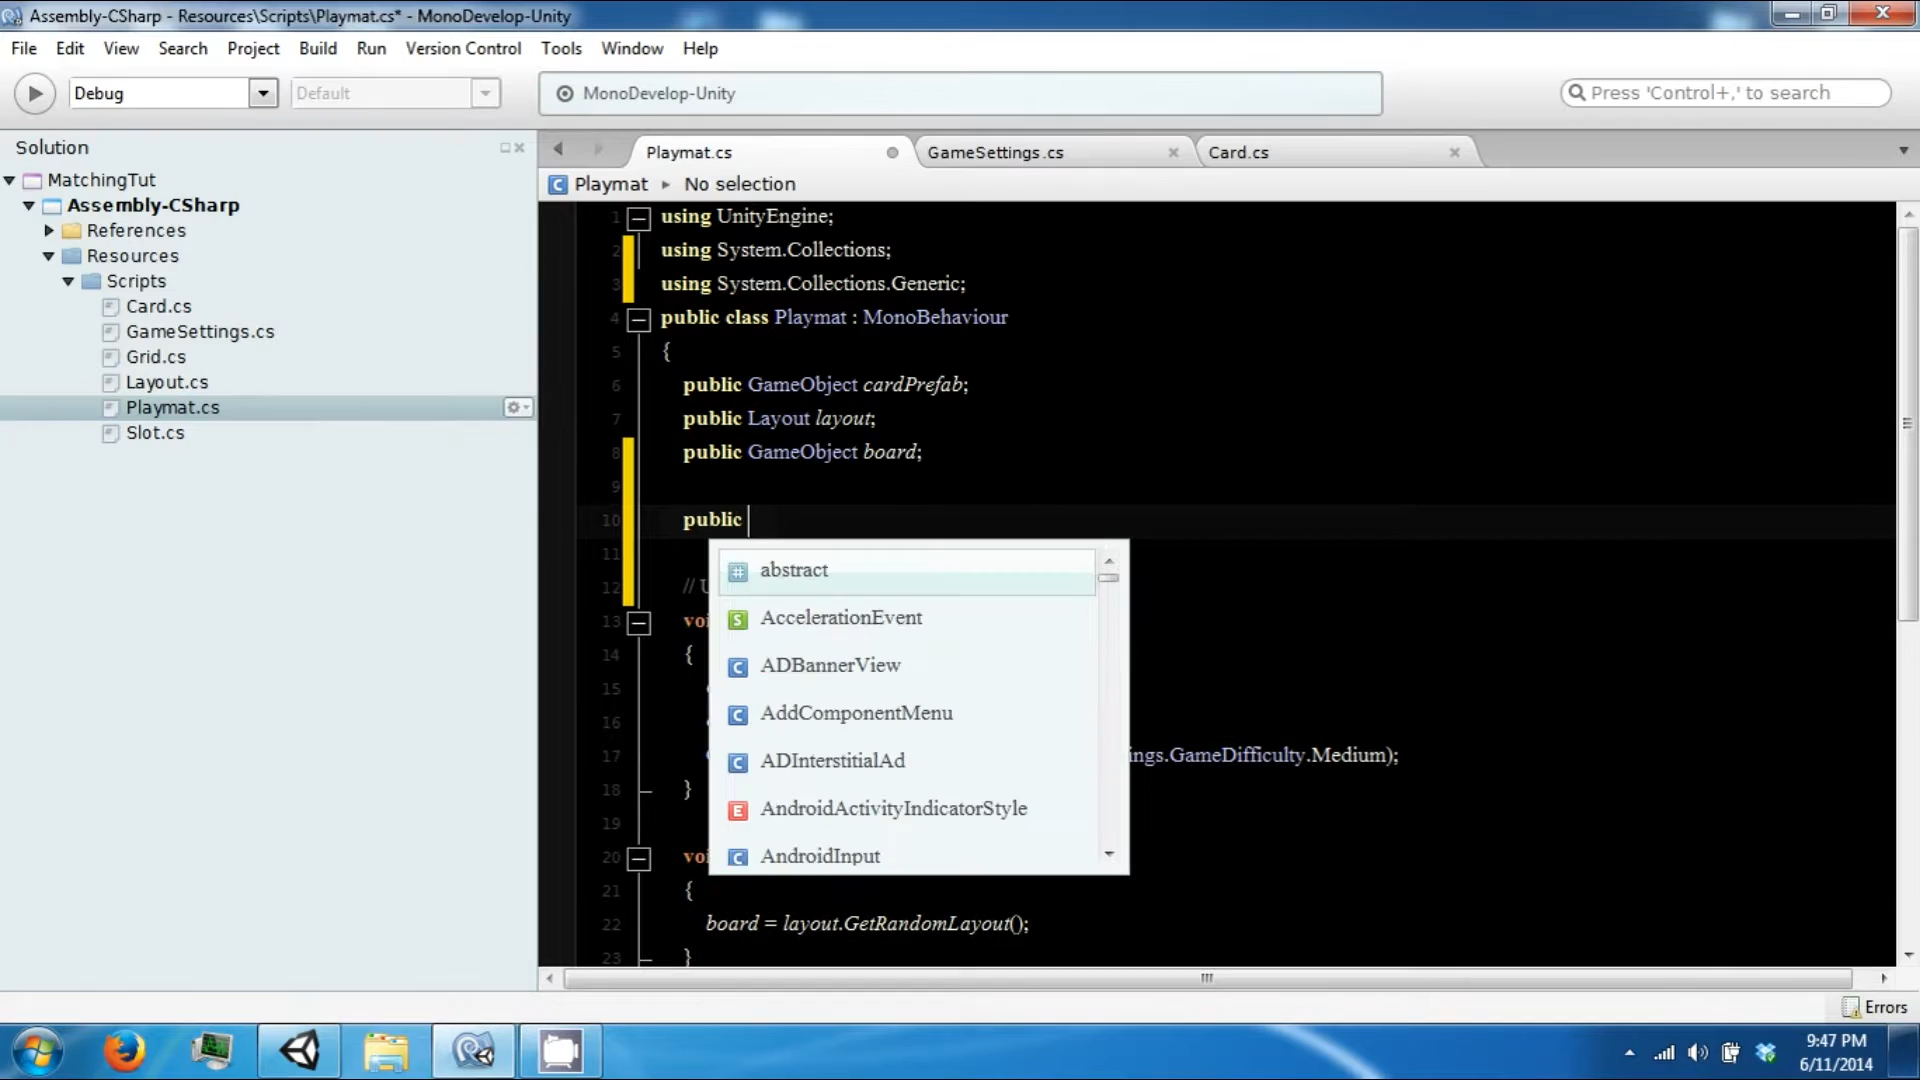 Assembly-CSharp - Resources\Scripts\Playmat.cs* - MonoDevelop-Unity
File Edit View Search Project Build Run Version Control Tools Window Help
Debug Default MonoDevelop-Unity Press 'Control+,' to search
Solution
MatchingTut
Assembly-CSharp
References
Resources
Scripts
Card.cs
GameSettings.cs
Grid.cs
Layout.cs
Playmat.cs
Slot.cs
Playmat.cs GameSettings.cs Card.cs
Playmat No selection
1 using UnityEngine;
2 using System.Collections;
3 using System.Collections.Generic;
4 public class Playmat : MonoBehaviour
5 {
6 public GameObject cardPrefab;
7 public Layout layout;
8 public GameObject board;
9
10 public
11
12 // U
13 voi
14 {
15
16
17 ings.GameDifficulty.Medium);
18 }
19
20 voi
21 {
22 board = layout.GetRandomLayout();
23 }
abstract
AccelerationEvent
ADBannerView
AddComponentMenu
ADInterstitialAd
AndroidActivityIndicatorStyle
AndroidInput
Errors
9:47 PM
6/11/2014